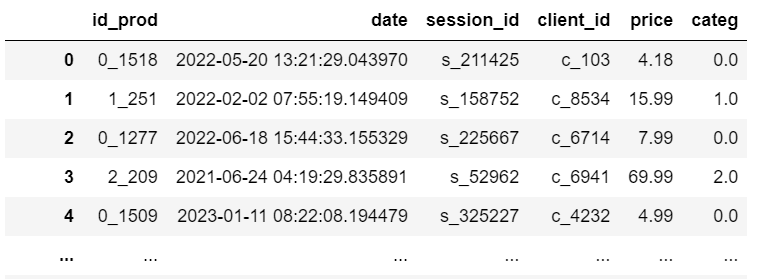 id_prod date session_id client_id price categ
0 0_1518 2022-05-20 13:21:29.043970 s_211425 c_103 4.18 0.0
1 1_251 2022-02-02 07:55:19.149409 s_158752 c_8534 15.99 1.0
2 0_1277 2022-06-18 15:44:33.155329 s_225667 c_6714 7.99 0.0
3 2_209 2021-06-24 04:19:29.835891 s_52962 c_6941 69.99 2.0
4 0_1509 2023-01-11 08:22:08.194479 s_325227 c_4232 4.99 0.0
... ... ... ... ... ... ...